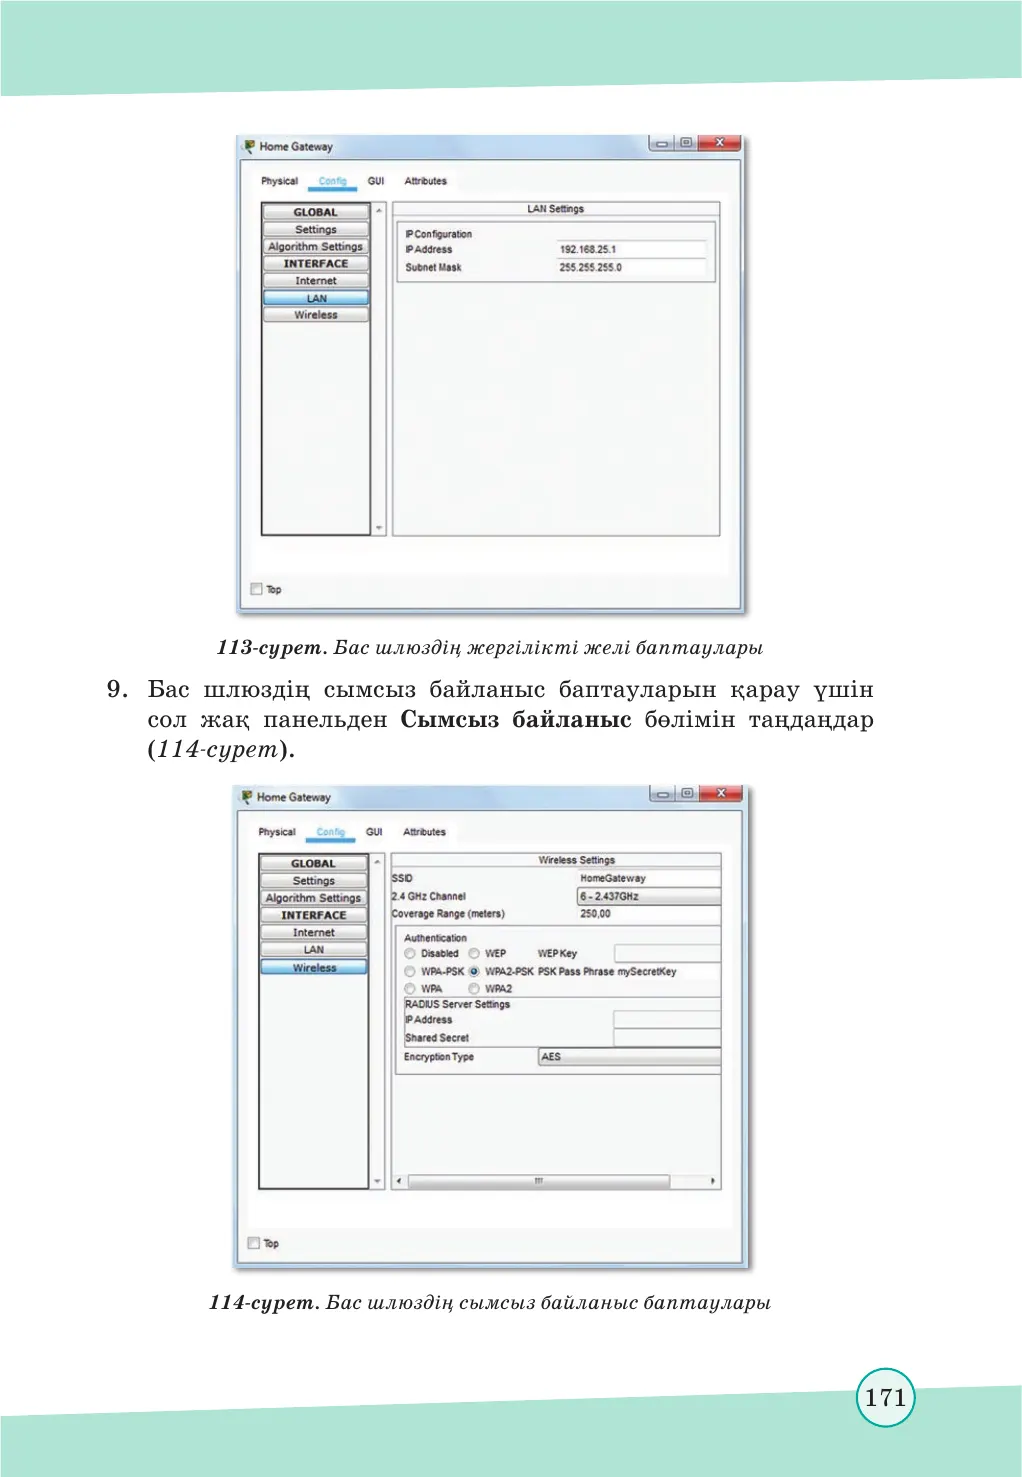 Home Gateway
Physical Config GUI Attributes
GLOBAL
Settings
Algorithm Settings
INTERFACE
Internet
LAN
Wireless
LAN Settings
IP Configuration
IP Address 192.168.25.1
Subnet Mask 255.255.255.0
Top
113-сурет. Бас шлюздің жергілікті желі баптаулары
9. Бас шлюздің сымсыз байланыс баптауларын қарау үшін
сол жақ панельден Сымсыз байланыс бөлімін таңдаңдар
(114-сурет).
Home Gateway
Physical Config GUI Attributes
GLOBAL
Settings
Algorithm Settings
INTERFACE
Internet
LAN
Wireless
Wireless Settings
SSID HomeGateway
2.4 GHz Channel 6 - 2.437GHz
Coverage Range (meters) 250,00
Authentication
Disabled WEP WEP Key
WPA-PSK WPA2-PSK PSK Pass Phrase mySecretKey
WPA WPA2
RADIUS Server Settings
IP Address
Shared Secret
Encryption Type AES
Top
114-сурет. Бас шлюздің сымсыз байланыс баптаулары
171